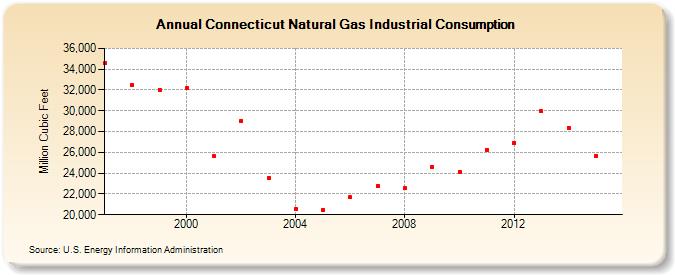 Annual Connecticut Natural Gas Industrial Consumption
Million Cubic Feet
36,000
34,000
32,000
30,000
28,000
26,000
24,000
22,000
20,000
2000 2004 2008 2012
Source: U.S. Energy Information Administration